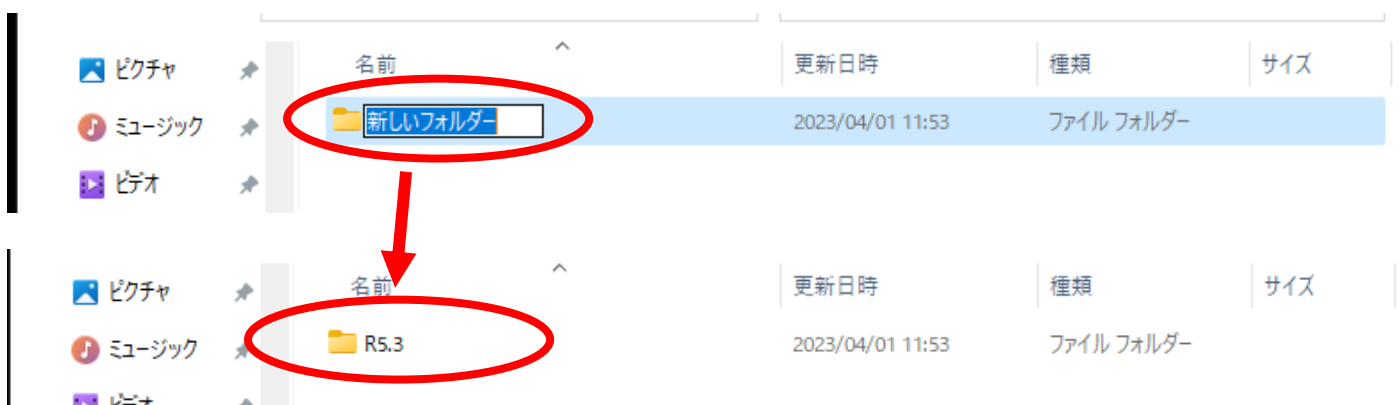 名前 更新日時 種類 サイズ
ピクチャ
新しいフォルダー 2023/04/01 11:53 ファイル フォルダー
ミュージック
ビデオ
名前 更新日時 種類 サイズ
ピクチャ
R5.3 2023/04/01 11:53 ファイル フォルダー
ミュージック
ビデオ